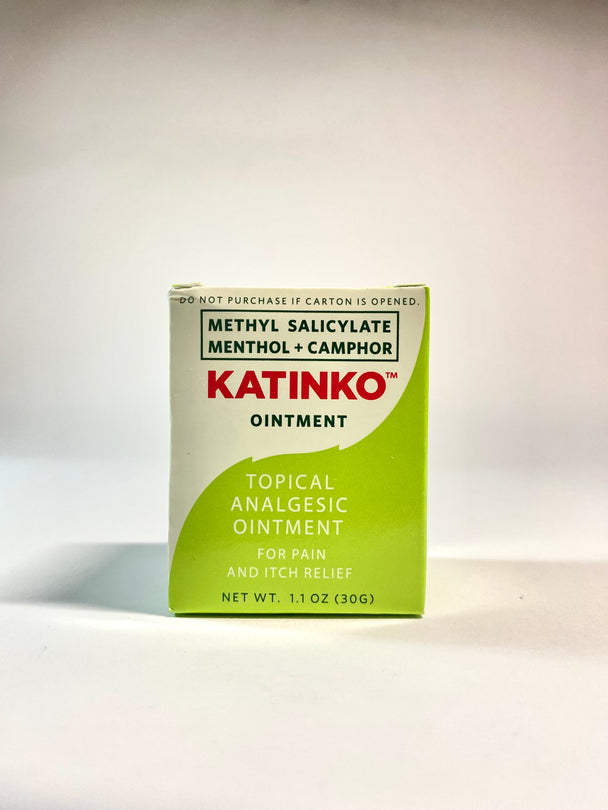 DO NOT PURCHASE IF CARTON IS OPENED.
METHYL SALICYLATE
MENTHOL + CAMPHOR
KATINKO™
OINTMENT
TOPICAL
ANALGESIC
OINTMENT
FOR PAIN
AND ITCH RELIEF
NET WT. 1.1 OZ (30G)